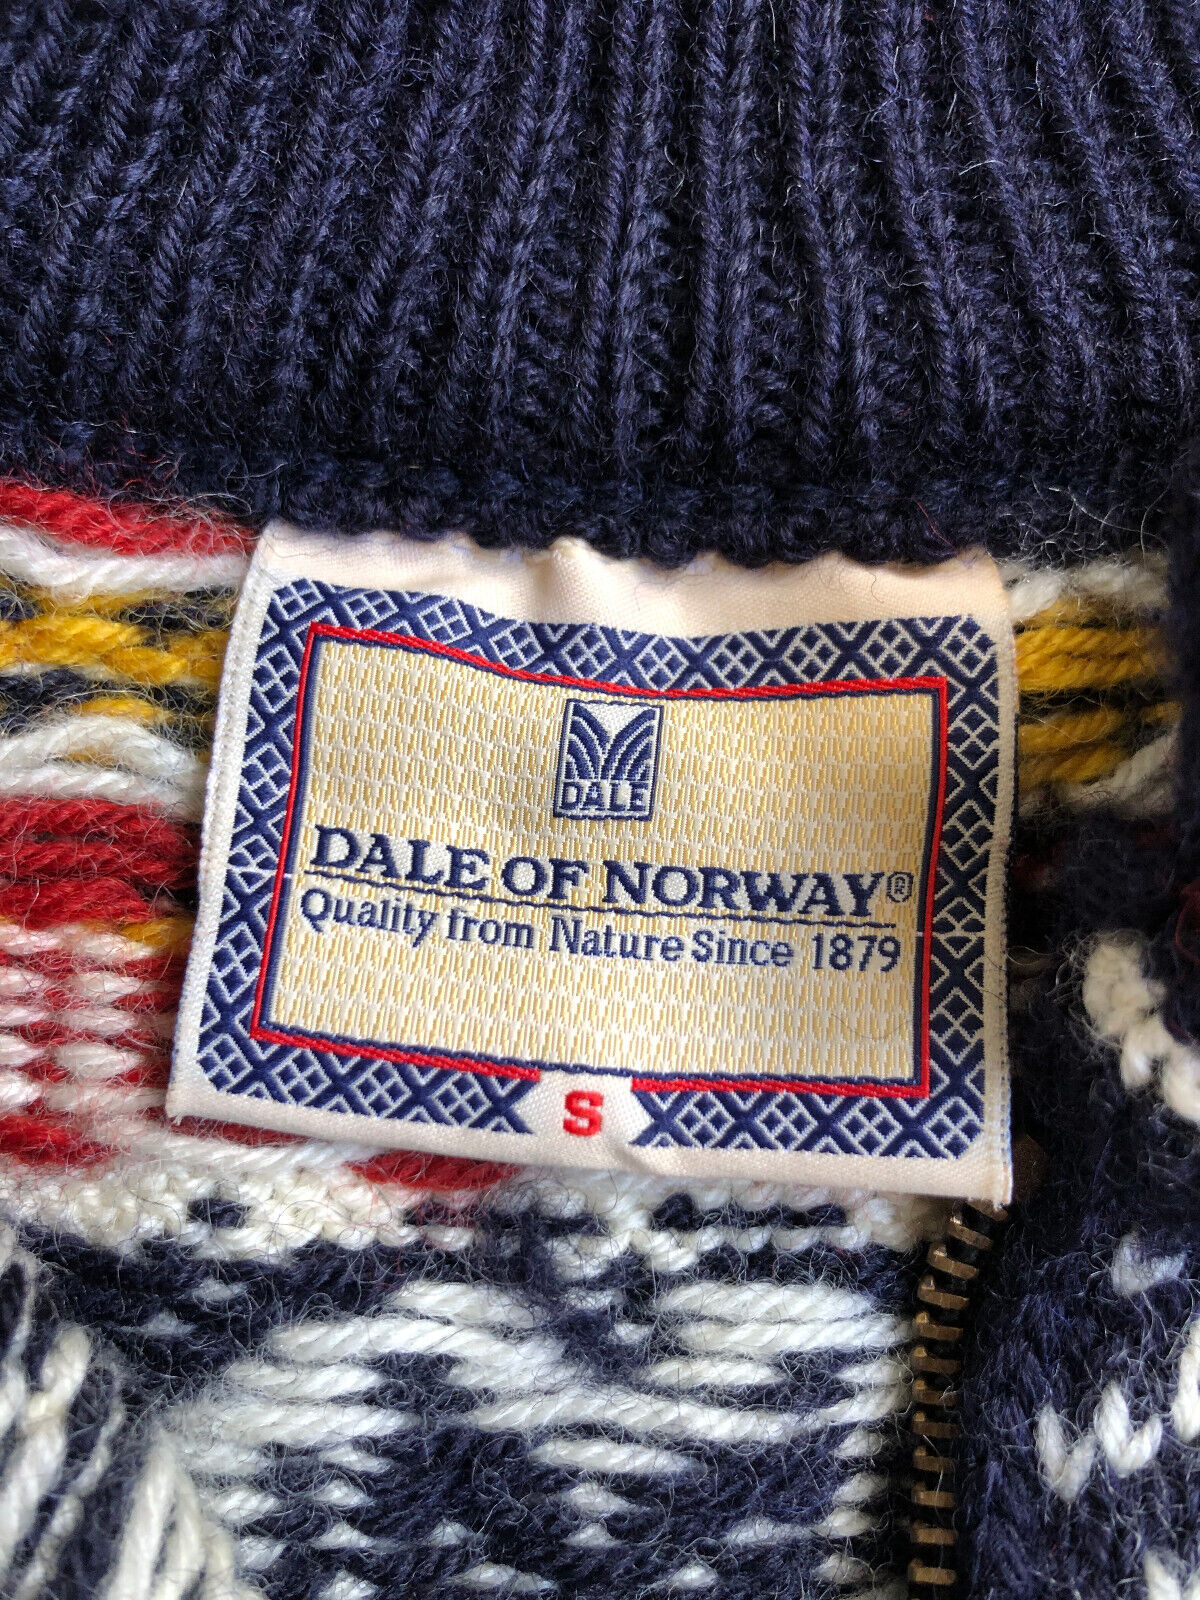 DALE
DALE OF NORWAY®
Quality from Nature Since 1879
S